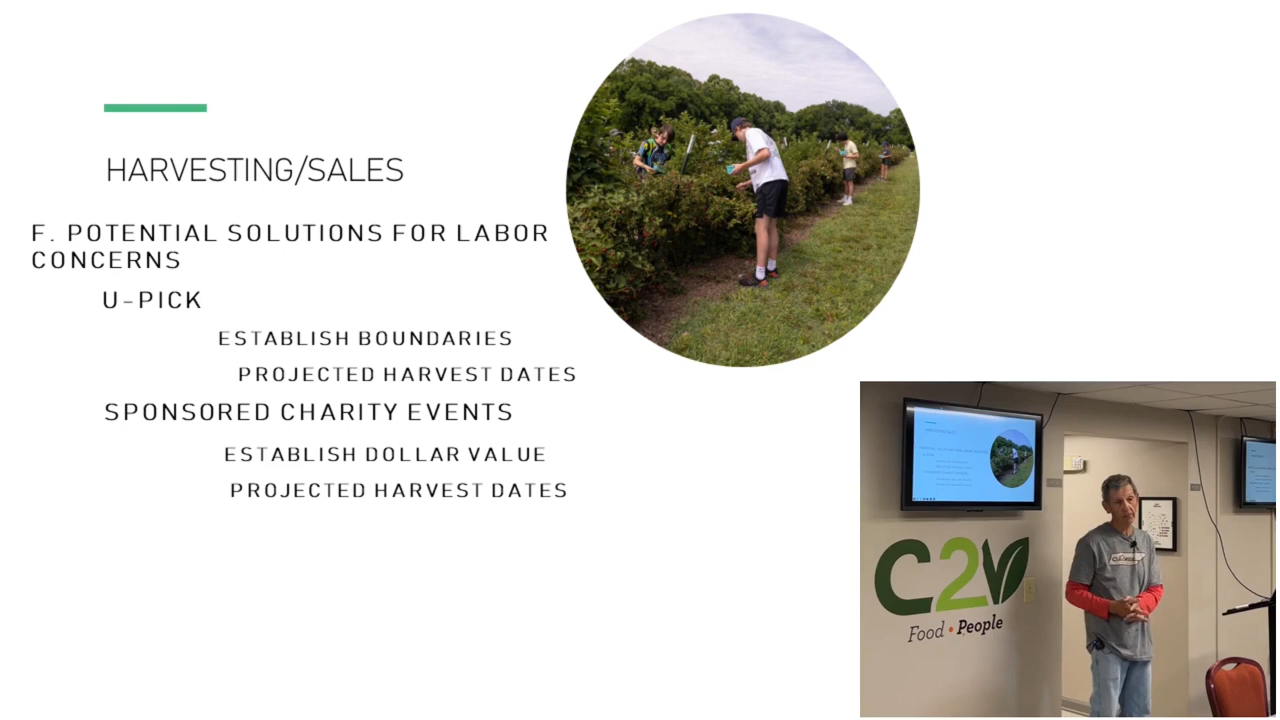 HARVESTING/SALES
F. POTENTIAL SOLUTIONS FOR LABOR
CONCERNS
U-PICK
ESTABLISH BOUNDARIES
PROJECTED HARVEST DATES
SPONSORED CHARITY EVENTS
ESTABLISH DOLLAR VALUE
PROJECTED HARVEST DATES
C2V
Food • People